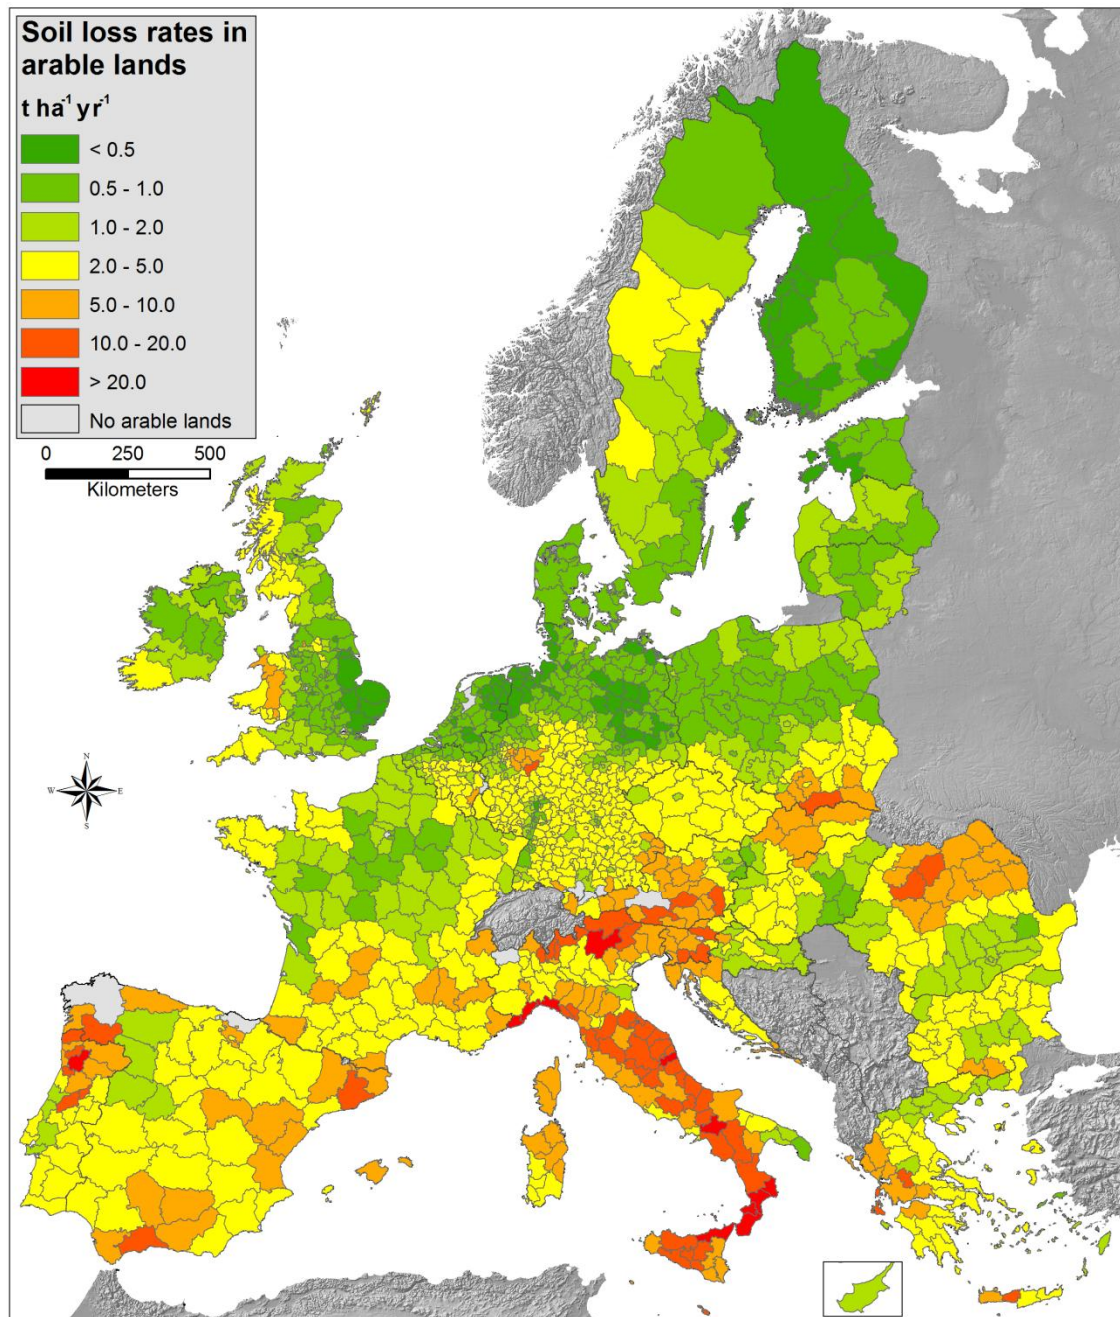 Soil loss rates in
arable lands
t ha⁻¹ yr⁻¹
< 0.5
0.5 - 1.0
1.0 - 2.0
2.0 - 5.0
5.0 - 10.0
10.0 - 20.0
> 20.0
No arable lands
0 250 500
Kilometers
N
W E
S